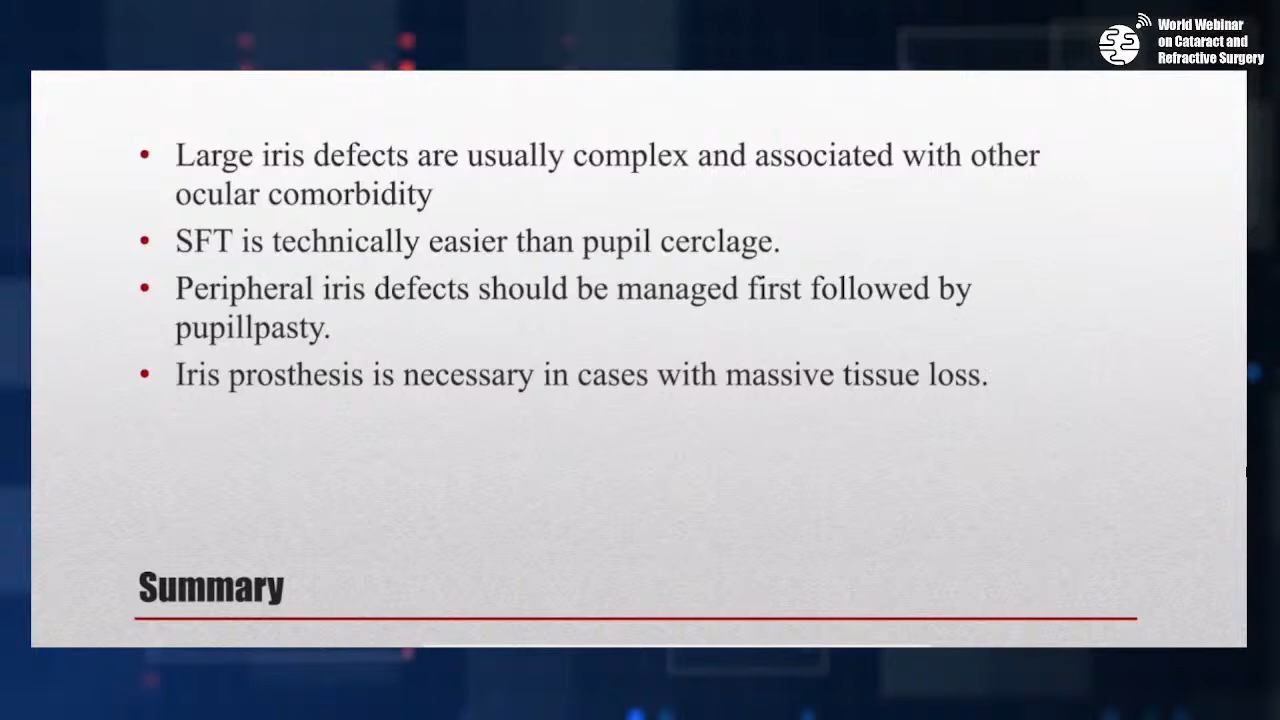 World Webinar
on Cataract and
Refractive Surgery
• Large iris defects are usually complex and associated with other
ocular comorbidity
• SFT is technically easier than pupil cerclage.
• Peripheral iris defects should be managed first followed by
pupillpasty.
• Iris prosthesis is necessary in cases with massive tissue loss.
Summary